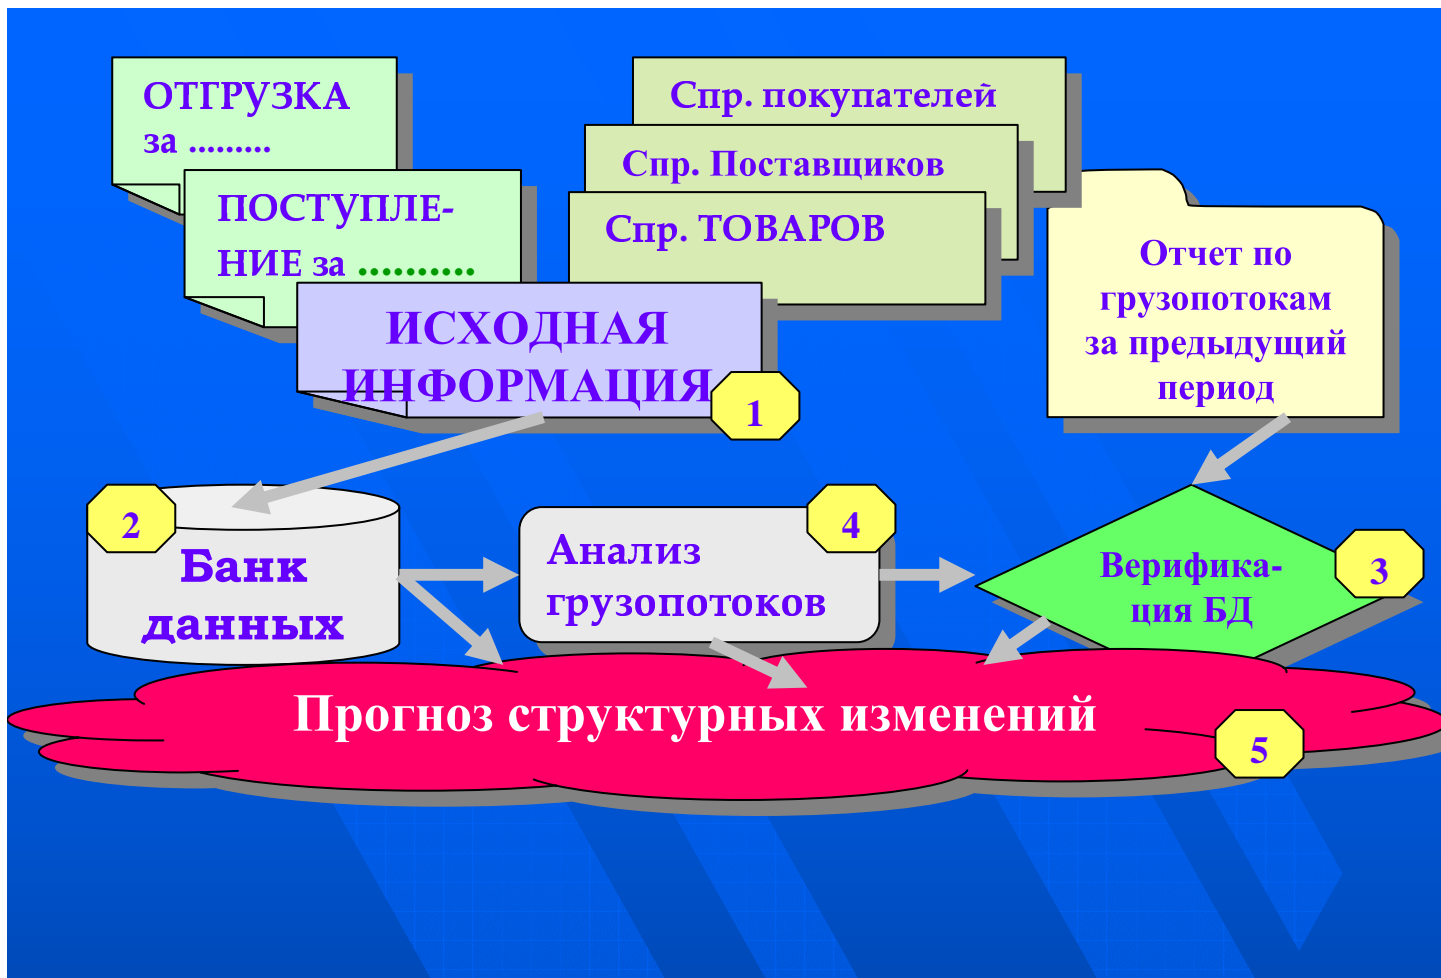 ОТГРУЗКА
за .........
ПОСТУПЛЕ-
НИЕ за ..........
Спр. покупателей
Спр. Поставщиков
Спр. ТОВАРОВ
ИСХОДНАЯ
ИНФОРМАЦИЯ
1
Отчет по
грузопотокам
за предыдущий
период
2
Банк
данных
4
Анализ
грузопотоков
3
Верифика-
ция БД
Прогноз структурных изменений
5